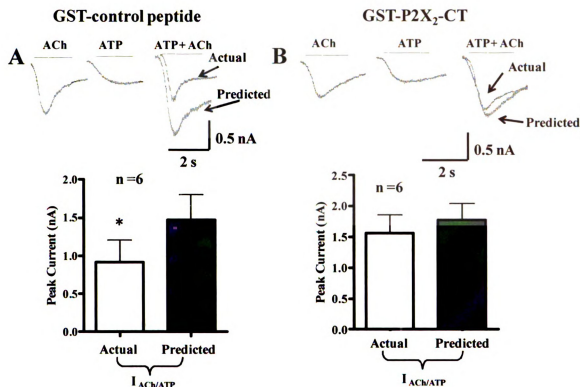 GST-control peptide
A
ACh ATP ATP+ ACh
Actual
Predicted
0.5 nA
2 s
n =6
*
Peak Current (nA)
2.0
1.5
1.0
0.5
0.0
Actual Predicted
I ACh/ATP
GST-P2X2-CT
B
ACh ATP ATP+ ACh
Actual
Predicted
0.5 nA
2 s
n =6
Peak Current (nA)
2.5
2.0
1.5
1.0
0.5
0.0
Actual Predicted
I ACh/ATP